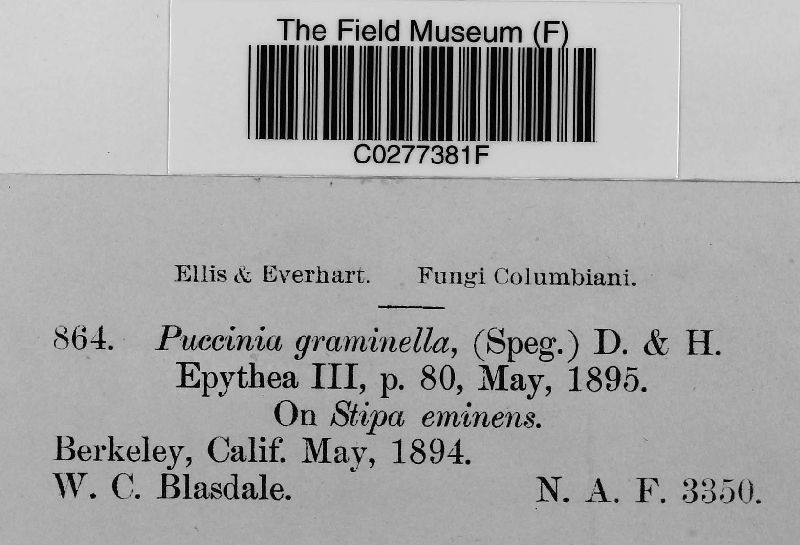 The Field Museum (F)
C0277381F
Ellis & Everhart. Fungi Columbiani.
864. Puccinia graminella, (Speg.) D. & H.
Epythea III, p. 80, May, 1895.
On Stipa eminens.
Berkeley, Calif. May, 1894.
W. C. Blasdale. N. A. F. 3350.